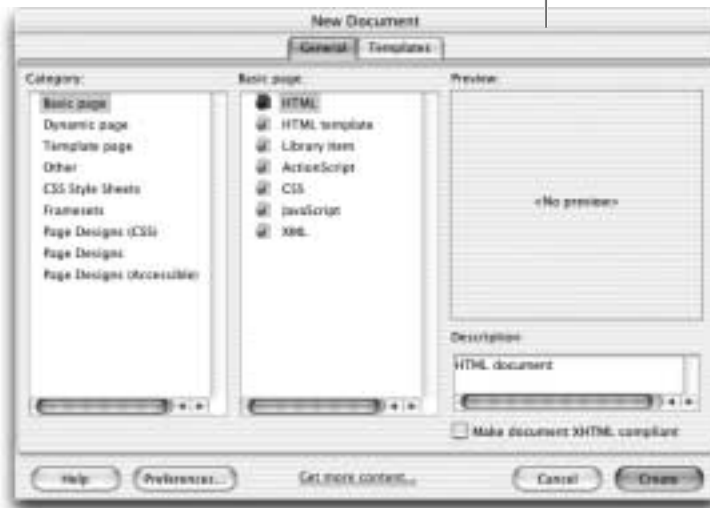 New Document
General Templates
Category:
Basic page
Dynamic page
Template page
Other
CSS Style Sheets
Framesets
Page Designs (CSS)
Page Designs
Page Designs (Accessible)
Basic page:
HTML
HTML template
Library item
ActionScript
CSS
JavaScript
XML
Preview:
<No preview>
Description:
HTML document
Make document XHTML compliant
Help
Preferences...
Get more content...
Cancel
Create